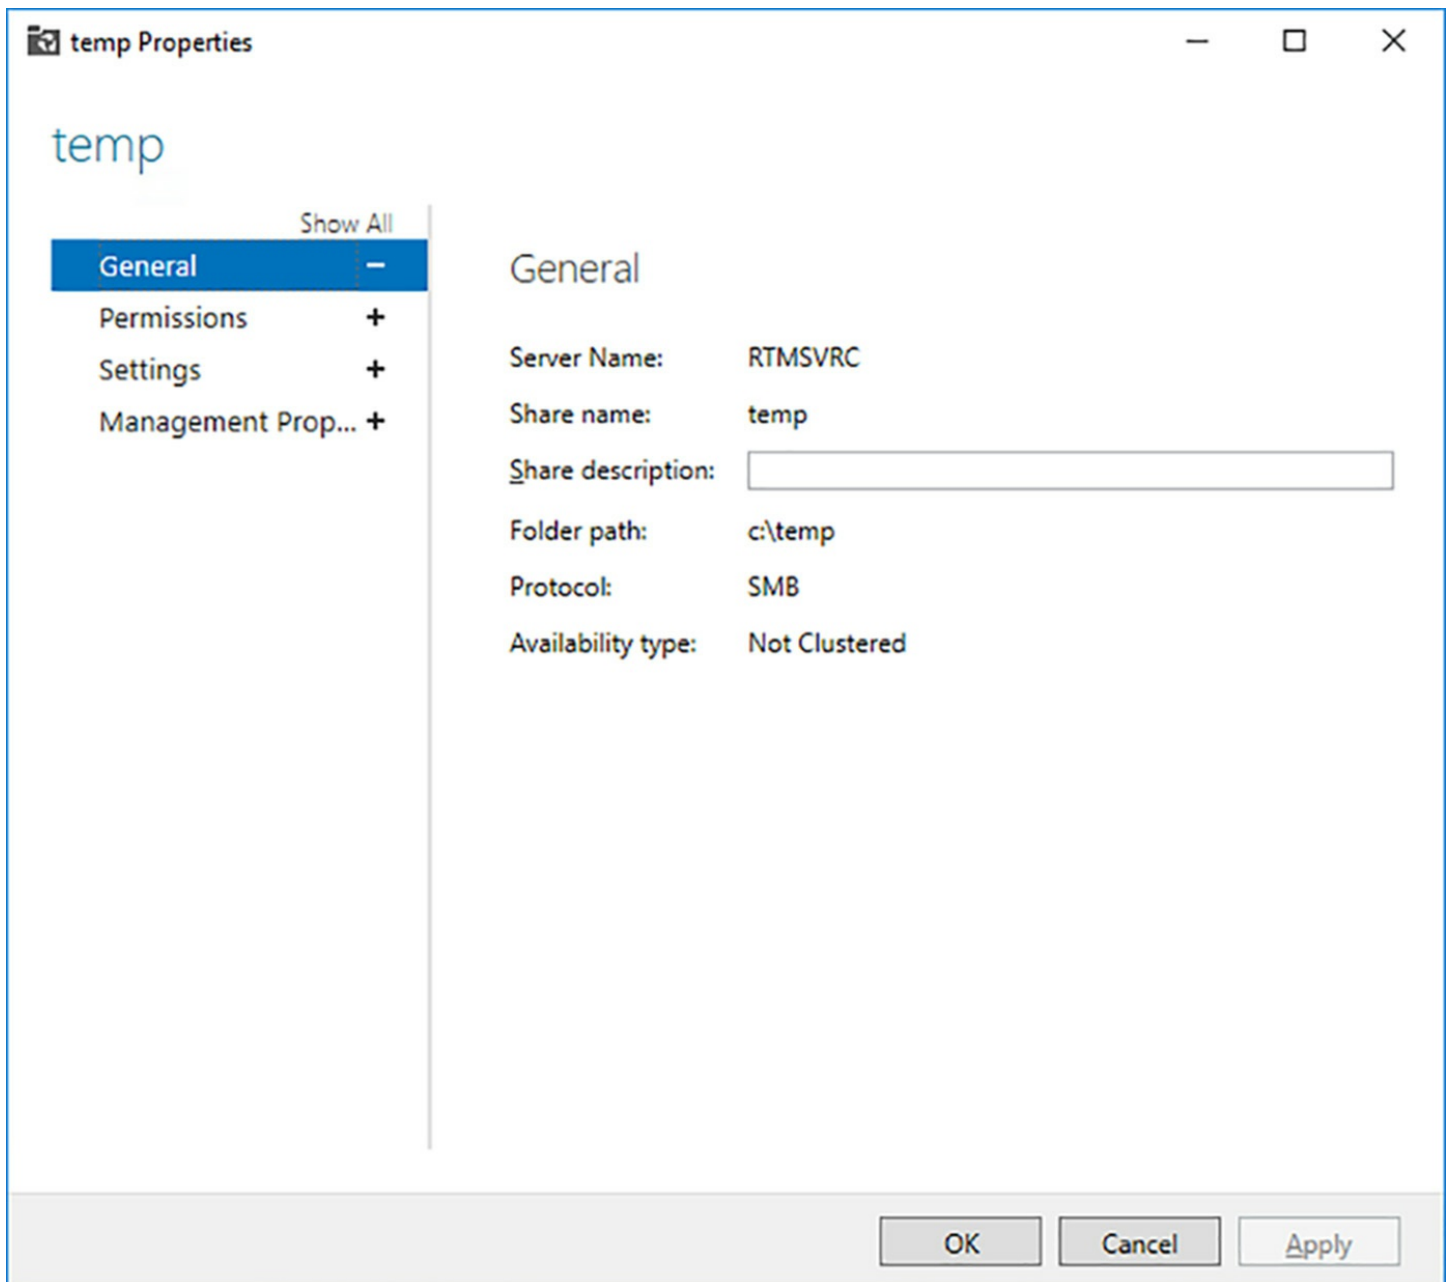 temp Properties
temp
Show All
General
Permissions
Settings
Management Prop...
General
Server Name: RTMSVRC
Share name: temp
Share description:
Folder path: c:\temp
Protocol: SMB
Availability type: Not Clustered
OK Cancel Apply